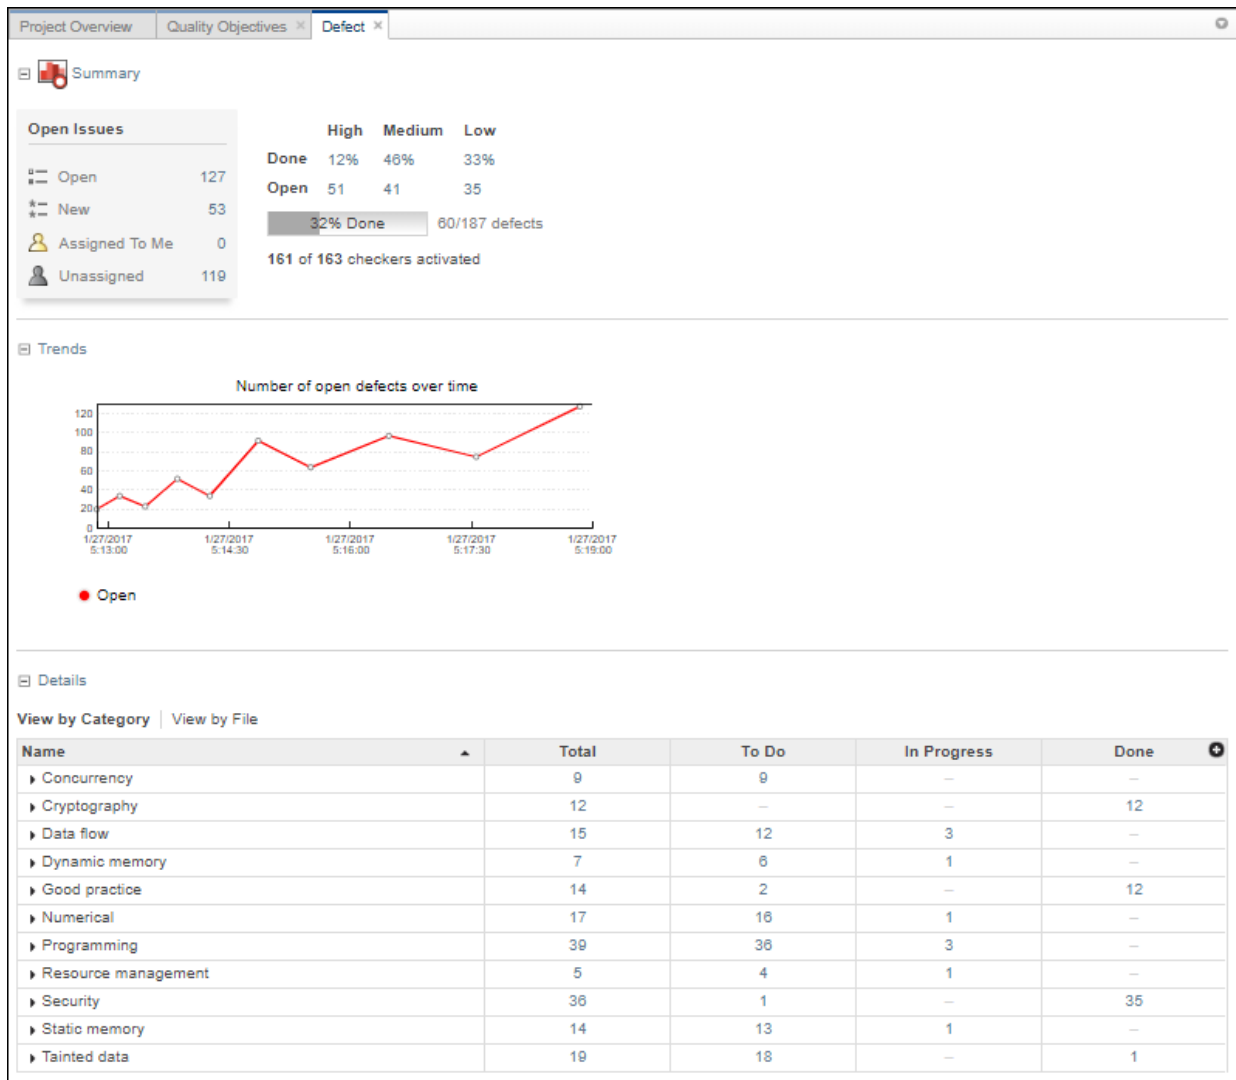 Project Overview Quality Objectives Defect
Summary
Open Issues
Open 127
New 53
Assigned To Me 0
Unassigned 119
High Medium Low
Done 12% 46% 33%
Open 51 41 35
32% Done 60/187 defects
161 of 163 checkers activated
Trends
Number of open defects over time
120
100
80
60
40
20
0
1/27/2017 1/27/2017 1/27/2017 1/27/2017 1/27/2017
5:13:00 5:14:30 5:16:00 5:17:30 5:19:00
Open
Details
View by Category View by File
Name Total To Do In Progress Done
Concurrency 9 9 – –
Cryptography 12 – – 12
Data flow 15 12 3 –
Dynamic memory 7 6 1 –
Good practice 14 2 – 12
Numerical 17 16 1 –
Programming 39 36 3 –
Resource management 5 4 1 –
Security 36 1 – 35
Static memory 14 13 1 –
Tainted data 19 18 – 1